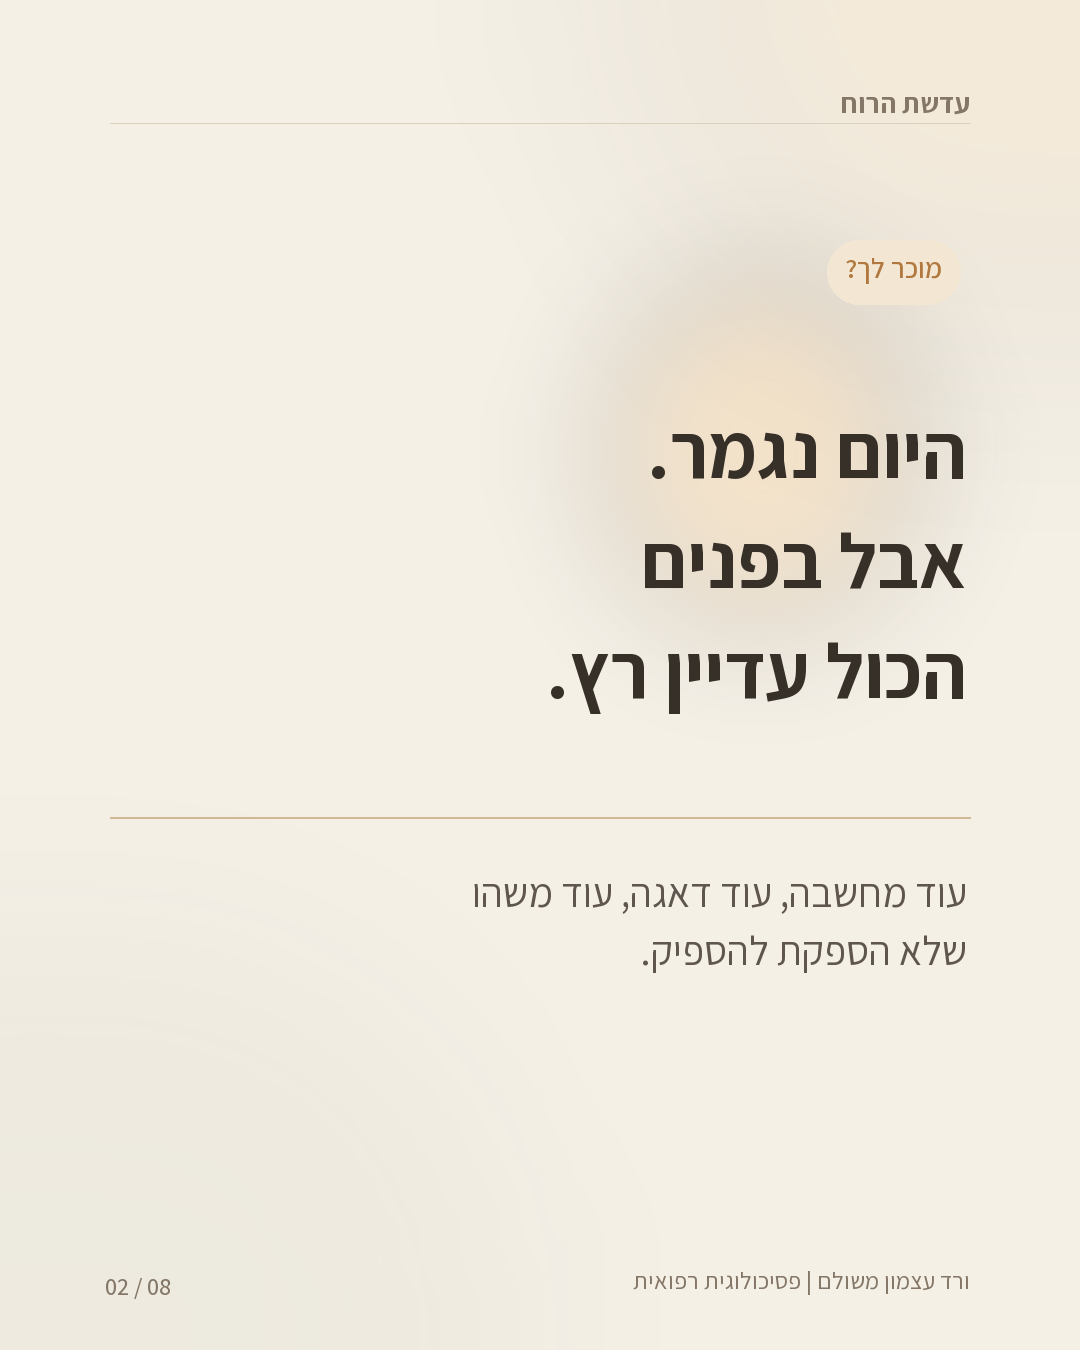 עדשת הרוח
מוכר לך?
היום נגמר.
אבל בפנים
הכול עדיין רץ.
עוד מחשבה, עוד דאגה, עוד משהו
שלא הספקת להספיק.
ורד עצמון משולם | פסיכולוגית רפואית
02 / 08